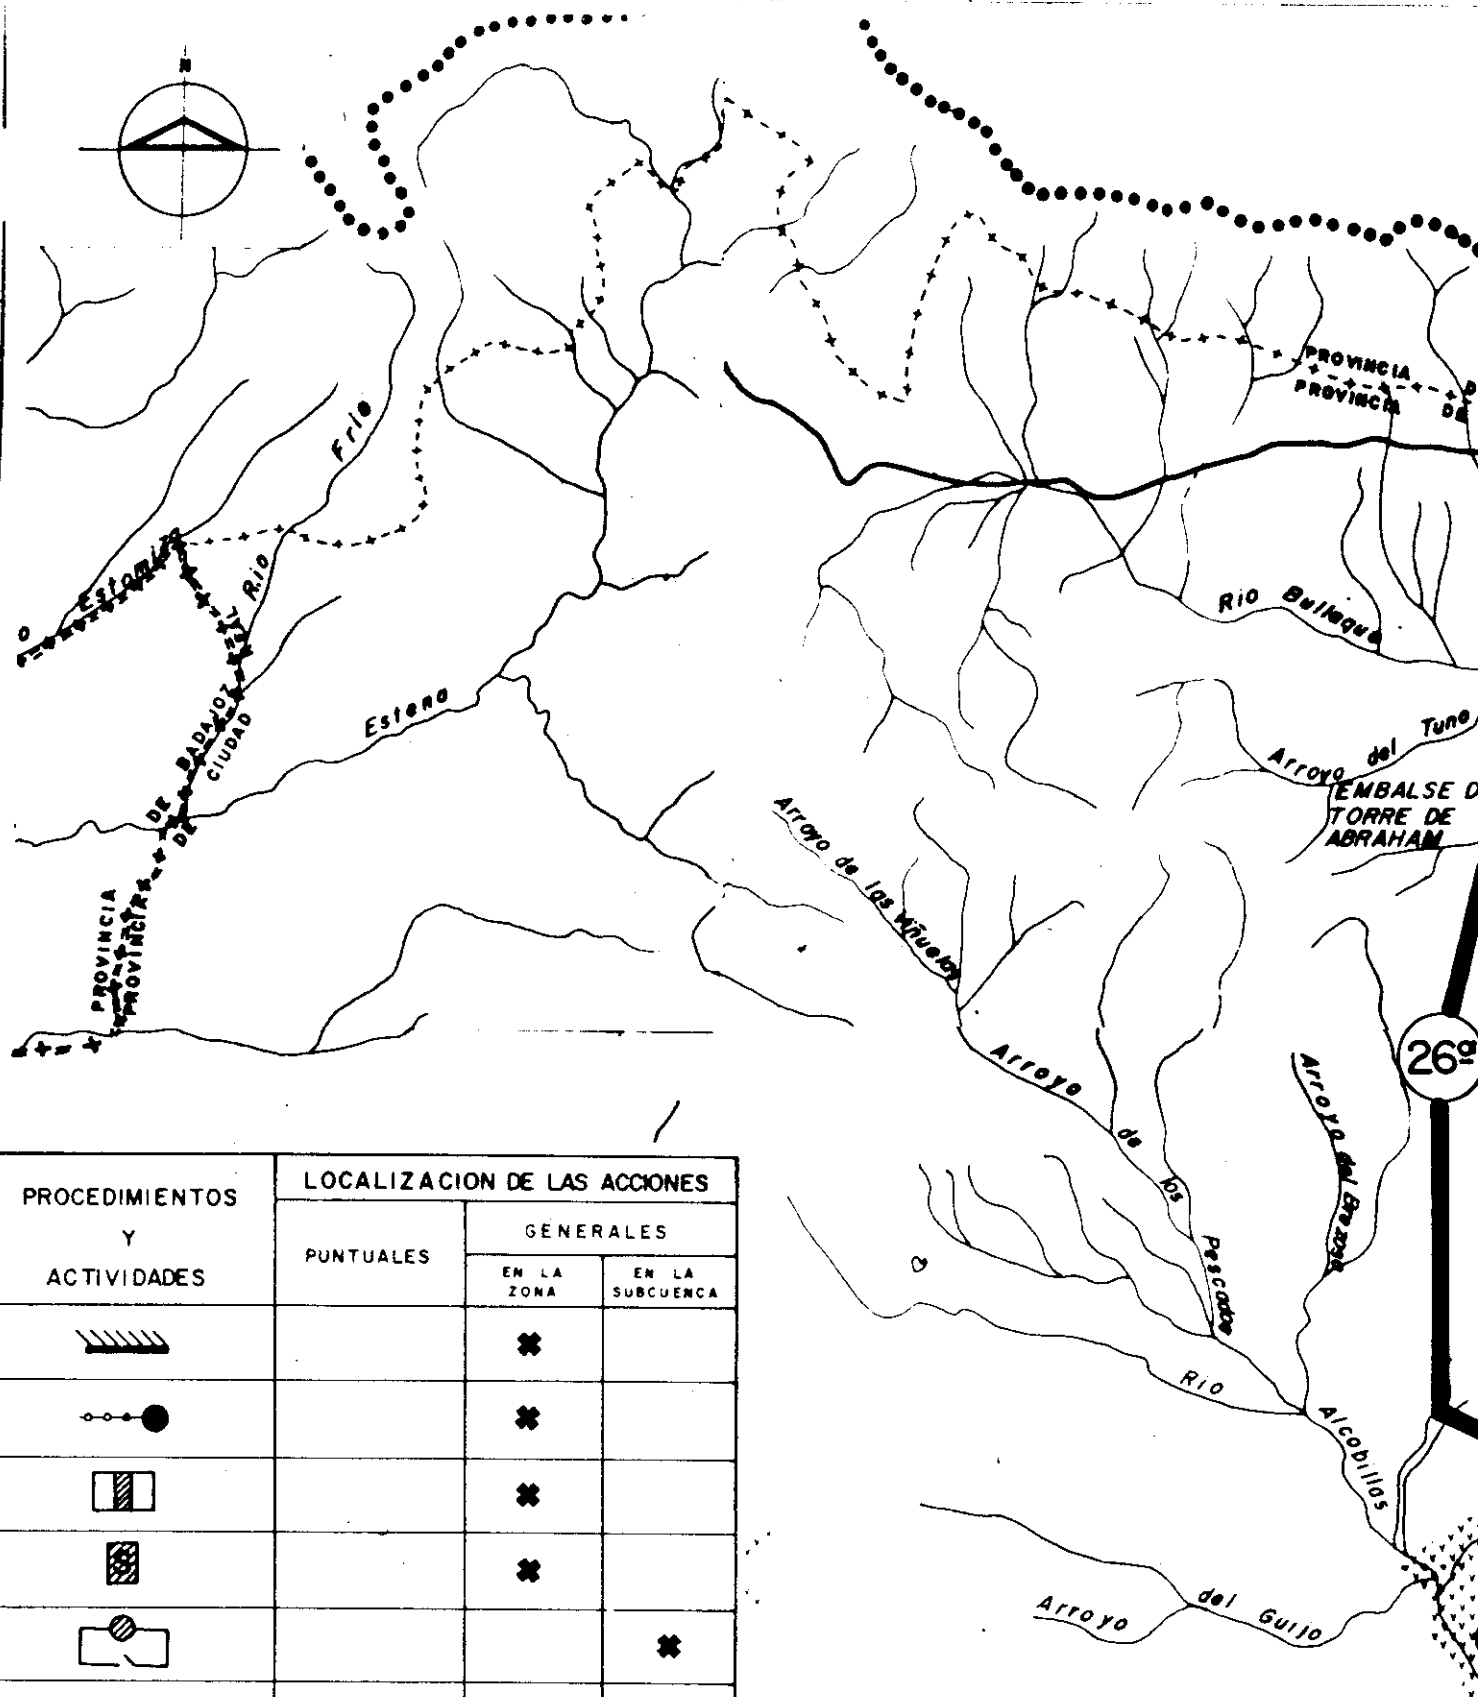 N
PROVINCIA D
PROVINCIA DE
Rio Frio
Estomiza
O
REAL
BADAJOZ
CIUDAD
DE
DE
PROVINCIA
PROVINCIA
Estena
Rio Bullaque
Arroyo del Tuno
EMBALSE D
TORRE DE
ABRAHAM
Arroyo de las Viñuelas
26ª
Arroyo de los Pescados
Arroyo del Brezoso
Rio Alcobillas
Arroyo del Guijo
PROCEDIMIENTOS
Y
ACTIVIDADES
LOCALIZACION DE LAS ACCIONES
PUNTUALES
GENERALES
EN LA
ZONA
EN LA
SUBCUENCA